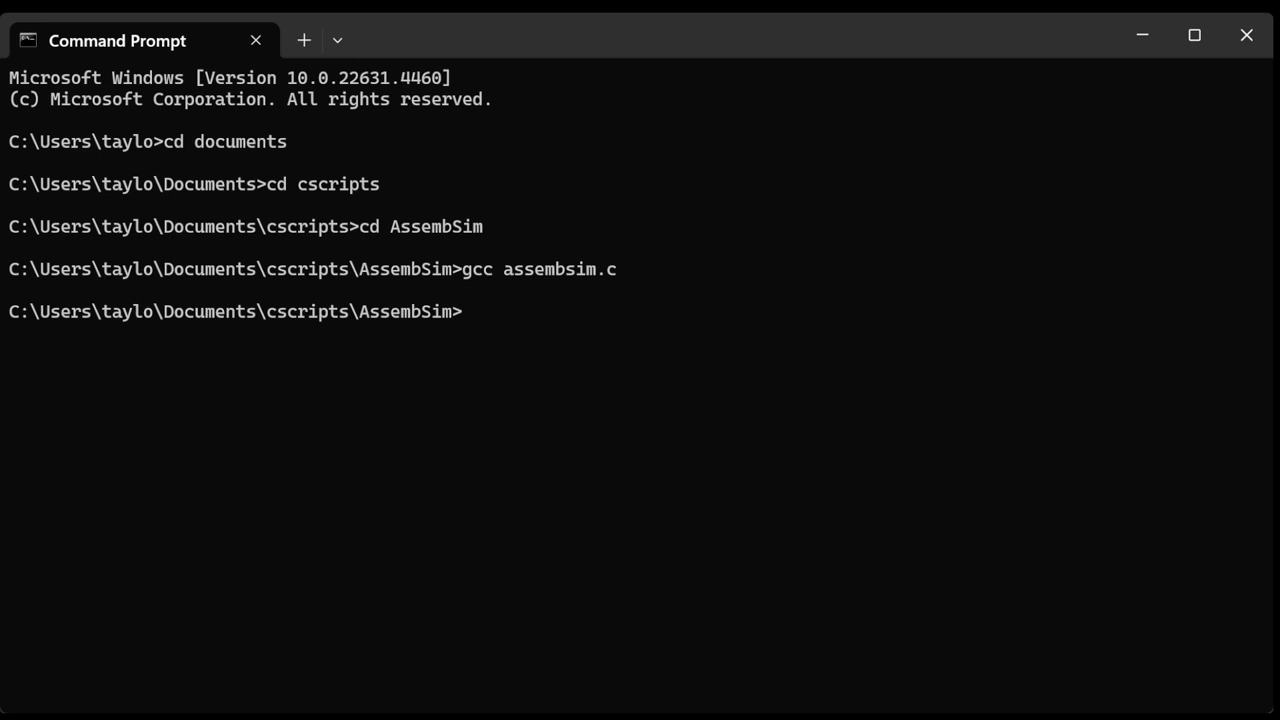 Command Prompt
Microsoft Windows [Version 10.0.22631.4460]
(c) Microsoft Corporation. All rights reserved.
C:\Users\taylo>cd documents
C:\Users\taylo\Documents>cd cscripts
C:\Users\taylo\Documents\cscripts>cd AssembSim
C:\Users\taylo\Documents\cscripts\AssembSim>gcc assembsim.c
C:\Users\taylo\Documents\cscripts\AssembSim>